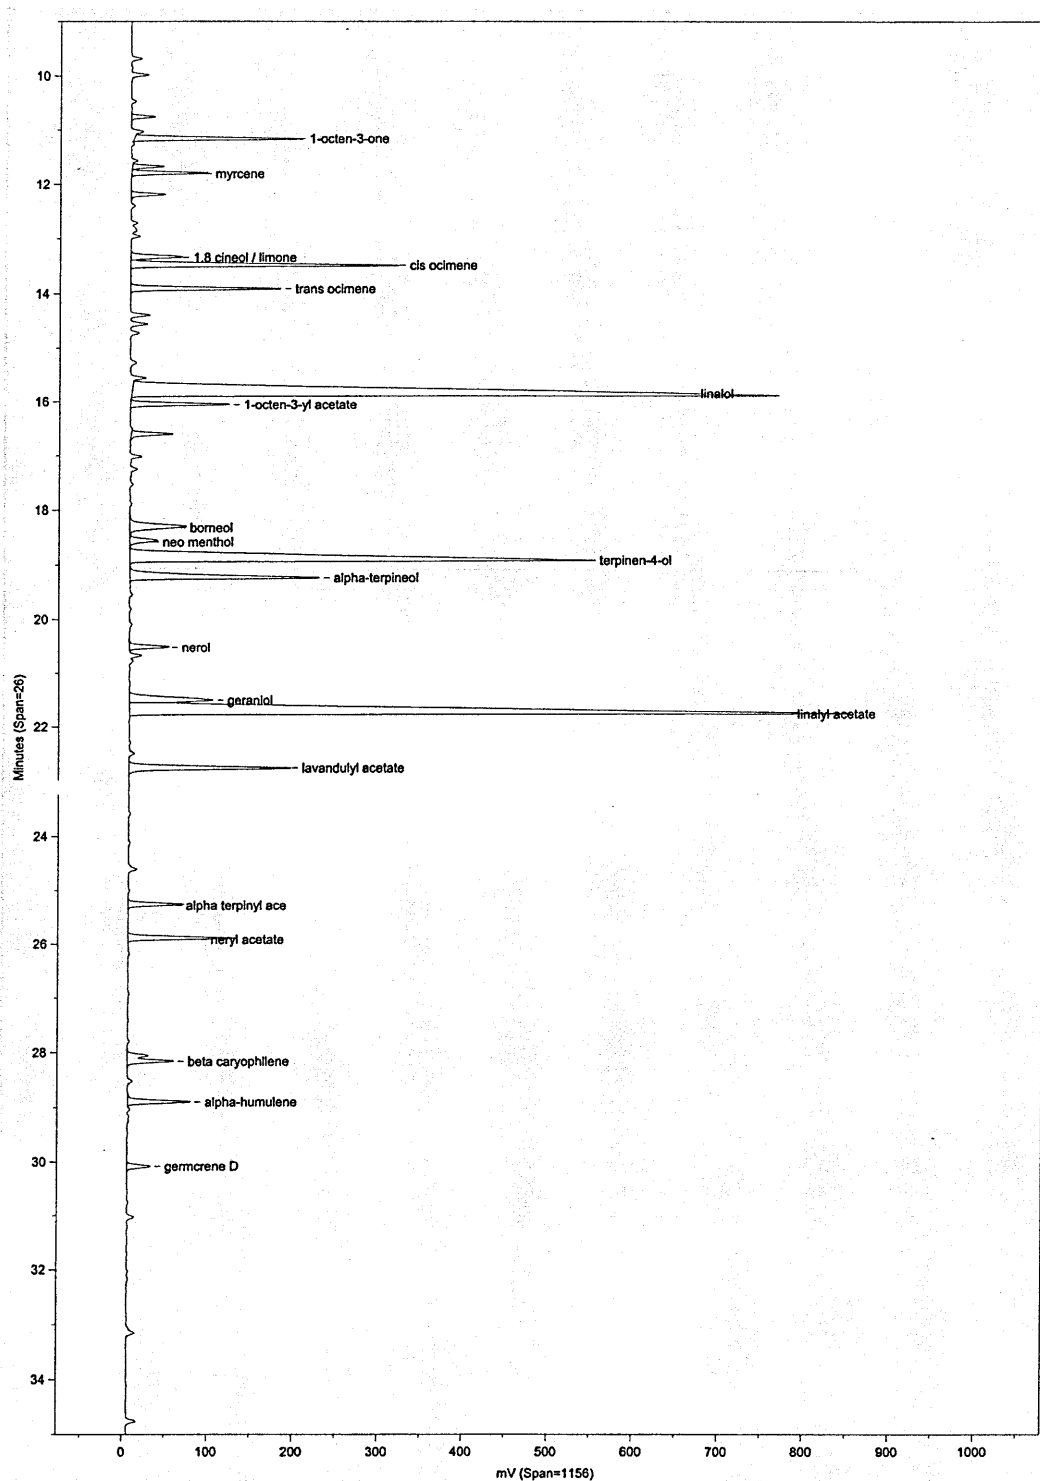 10
1-octen-3-one
myrcene
12
1.8 cineol / limone
cis ocimene
14
trans ocimene
linalol
16
1-octen-3-yl acetate
18
borneol
neo menthol
terpinen-4-ol
alpha-terpineol
20
nerol
geraniol
22
linalyl acetate
lavandulyl acetate
Minutes (Span=26)
24
alpha terpinyl ace
26
neryl acetate
28
beta caryophilene
alpha-humulene
30
germcrene D
32
34
0 100 200 300 400 500 600 700 800 900 1000
mV (Span=1156)